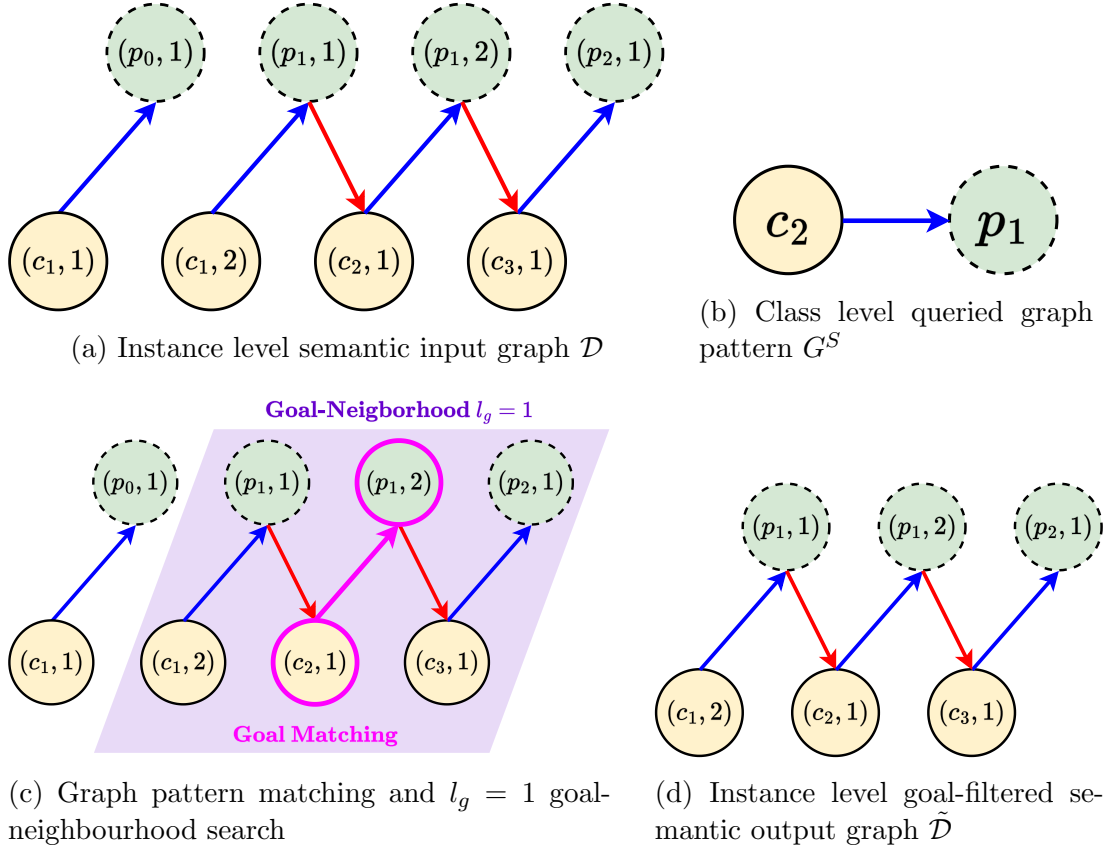 (p₀, 1) (p₁, 1) (p₁, 2) (p₂, 1)
(c₁, 1) (c₁, 2) (c₂, 1) (c₃, 1)
(a) Instance level semantic input graph 𝒟
c₂ p₁
(b) Class level queried graph
pattern Gˢ
Goal-Neigborhood l_g = 1
(p₀, 1) (p₁, 1) (p₁, 2) (p₂, 1)
(c₁, 1) (c₁, 2) (c₂, 1) (c₃, 1)
Goal Matching
(c) Graph pattern matching and l_g = 1 goal-
neighbourhood search
(p₁, 1) (p₁, 2) (p₂, 1)
(c₁, 2) (c₂, 1) (c₃, 1)
(d) Instance level goal-filtered se-
mantic output graph 𝒟̃